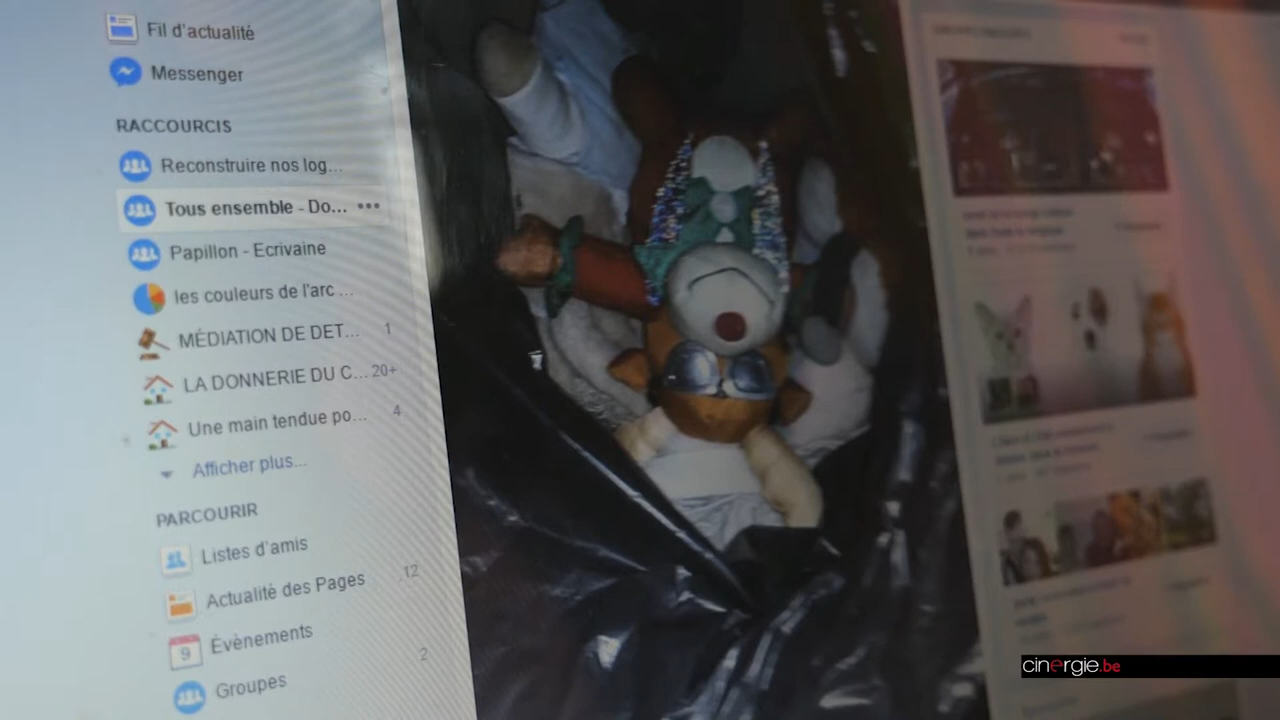 Fil d'actualité
Messenger
RACCOURCIS
Reconstruire nos log...
Tous ensemble - Do... •••
Papillon - Ecrivaine
les couleurs de l'arc ...
MÉDIATION DE DET... 1
LA DONNERIE DU C... 20+
Une main tendue po... 4
Afficher plus...
PARCOURIR
Listes d'amis
Actualité des Pages 12
9 Évènements 2
Groupes
cinergie.be